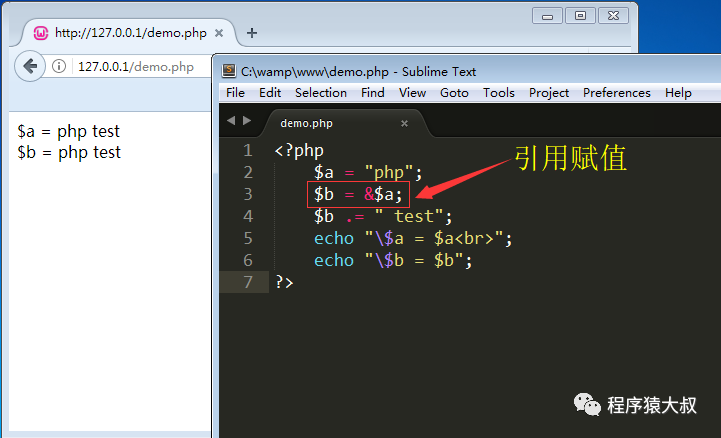 http://127.0.0.1/demo.php
127.0.0.1/demo.php
$a = php test
$b = php test
C:\wamp\www\demo.php - Sublime Text
File Edit Selection Find View Goto Tools Project Preferences Help
demo.php
1 <?php
2 $a = "php";
3 $b = &$a;
引用赋值
4 $b .= " test";
5 echo "\$a = $a<br>";
6 echo "\$b = $b";
7 ?>
程序猿大叔